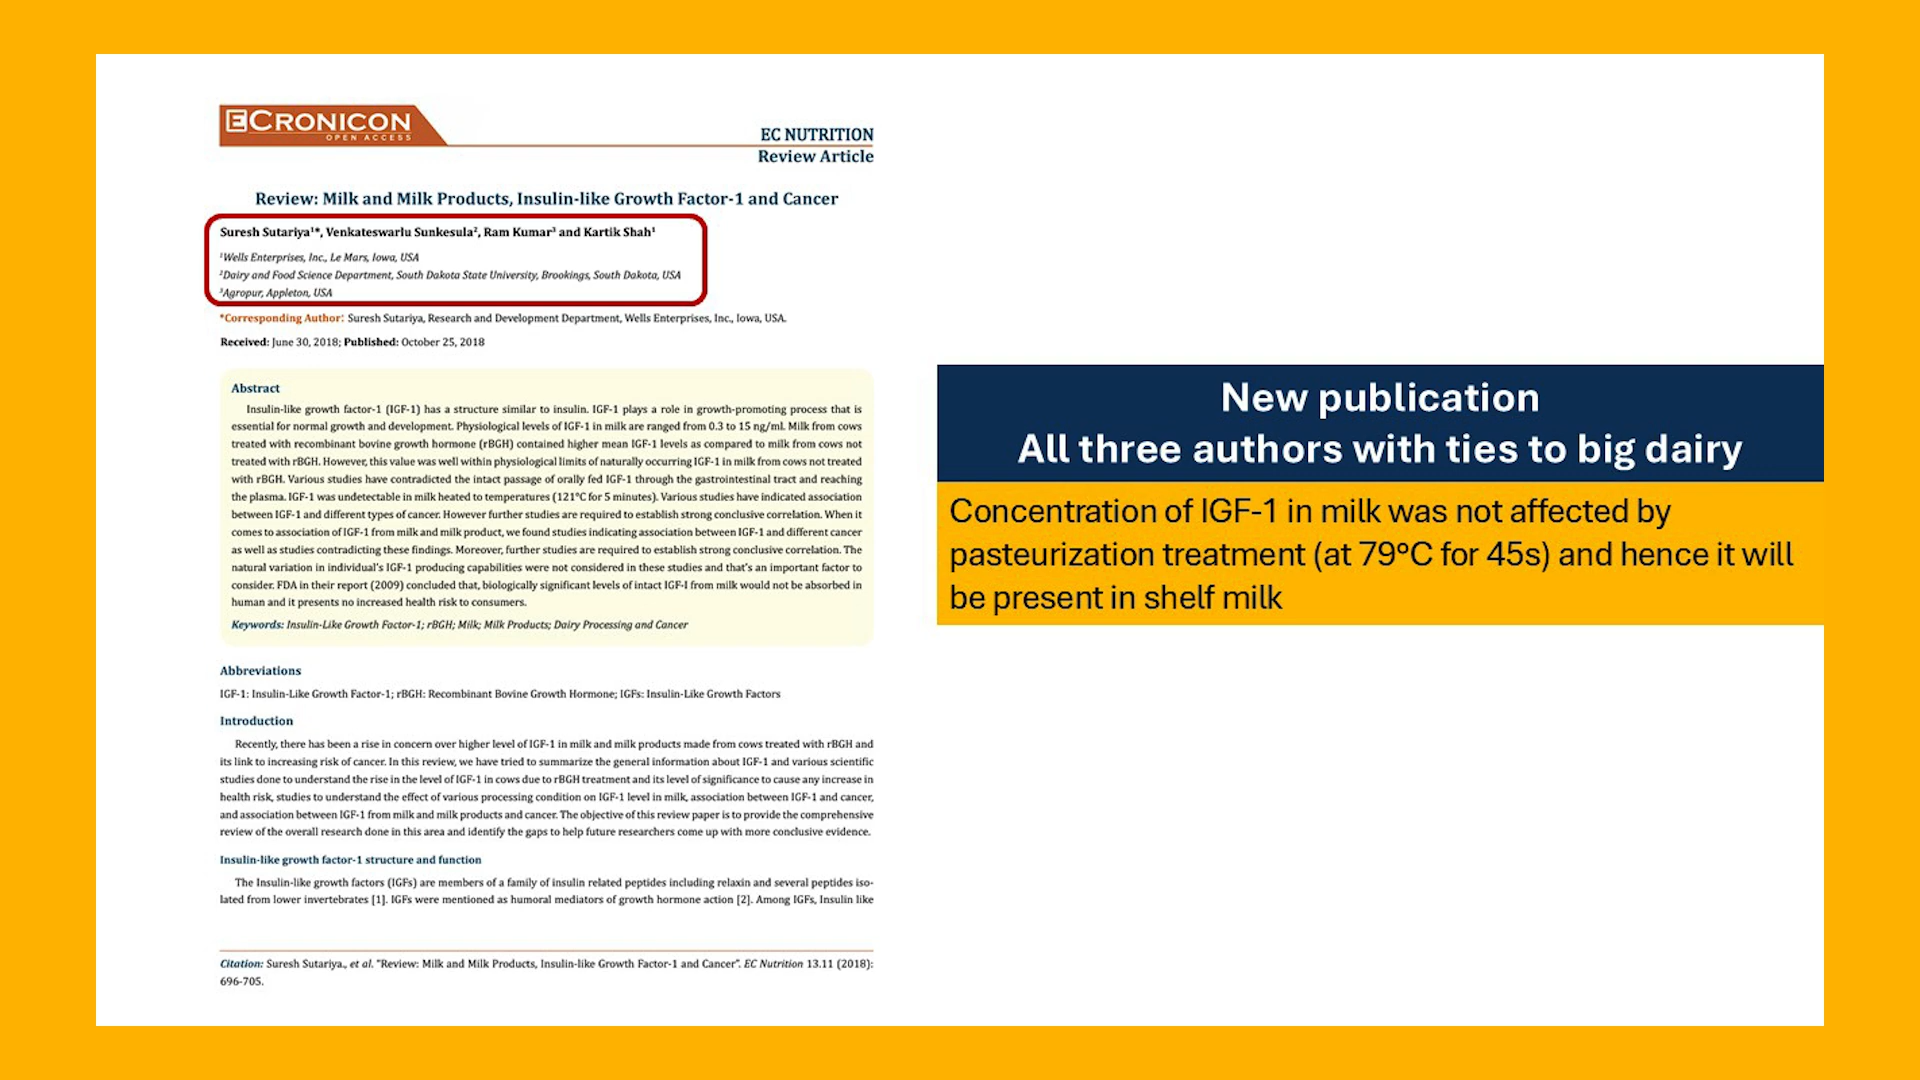 ECRONICON
OPEN ACCESS
EC NUTRITION
Review Article
Review: Milk and Milk Products, Insulin-like Growth Factor-1 and Cancer
Suresh Sutariya¹*, Venkateswarlu Sunkesula², Ram Kumar³ and Kartik Shah¹
¹Wells Enterprises, Inc., Le Mars, Iowa, USA
²Dairy and Food Science Department, South Dakota State University, Brookings, South Dakota, USA
³Agropur, Appleton, USA
*Corresponding Author: Suresh Sutariya, Research and Development Department, Wells Enterprises, Inc., Iowa, USA.
Received: June 30, 2018; Published: October 25, 2018
Abstract
Insulin-like growth factor-1 (IGF-1) has a structure similar to insulin. IGF-1 plays a role in growth-promoting process that is
essential for normal growth and development. Physiological levels of IGF-1 in milk are ranged from 0.3 to 15 ng/ml. Milk from cows
treated with recombinant bovine growth hormone (rBGH) contained higher mean IGF-1 levels as compared to milk from cows not
treated with rBGH. However, this value was well within physiological limits of naturally occurring IGF-1 in milk from cows not treated
with rBGH. Various studies have contradicted the intact passage of orally fed IGF-1 through the gastrointestinal tract and reaching
the plasma. IGF-1 was undetectable in milk heated to temperatures (121°C for 5 minutes). Various studies have indicated association
between IGF-1 and different types of cancer. However further studies are required to establish strong conclusive correlation. When it
comes to association of IGF-1 from milk and milk product, we found studies indicating association between IGF-1 and different cancer
as well as studies contradicting these findings. Moreover, further studies are required to establish strong conclusive correlation. The
natural variation in individual's IGF-1 producing capabilities were not considered in these studies and that's an important factor to
consider. FDA in their report (2009) concluded that, biologically significant levels of intact IGF-I from milk would not be absorbed in
human and it presents no increased health risk to consumers.
Keywords: Insulin-Like Growth Factor-1; rBGH; Milk; Milk Products; Dairy Processing and Cancer
Abbreviations
IGF-1: Insulin-Like Growth Factor-1; rBGH: Recombinant Bovine Growth Hormone; IGFs: Insulin-Like Growth Factors
Introduction
Recently, there has been a rise in concern over higher level of IGF-1 in milk and milk products made from cows treated with rBGH and
its link to increasing risk of cancer. In this review, we have tried to summarize the general information about IGF-1 and various scientific
studies done to understand the rise in the level of IGF-1 in cows due to rBGH treatment and its level of significance to cause any increase in
health risk, studies to understand the effect of various processing condition on IGF-1 level in milk, association between IGF-1 and cancer,
and association between IGF-1 from milk and milk products and cancer. The objective of this review paper is to provide the comprehensive
review of the overall research done in this area and identify the gaps to help future researchers come up with more conclusive evidence.
Insulin-like growth factor-1 structure and function
The Insulin-like growth factors (IGFs) are members of a family of insulin related peptides including relaxin and several peptides iso-
lated from lower invertebrates [1]. IGFs were mentioned as humoral mediators of growth hormone action [2]. Among IGFs, Insulin like
Citation: Suresh Sutariya., et al. "Review: Milk and Milk Products, Insulin-like Growth Factor-1 and Cancer". EC Nutrition 13.11 (2018):
696-705.
New publication
All three authors with ties to big dairy
Concentration of IGF-1 in milk was not affected by
pasteurization treatment (at 79°C for 45s) and hence it will
be present in shelf milk